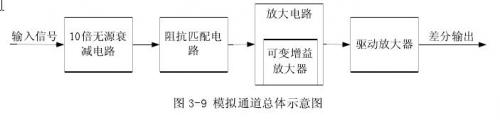 输入信号
10倍无源衰
减电路
阻抗匹配电
路
放大电路
可变增益
放大器
驱动放大器
差分输出
图 3-9 模拟通道总体示意图